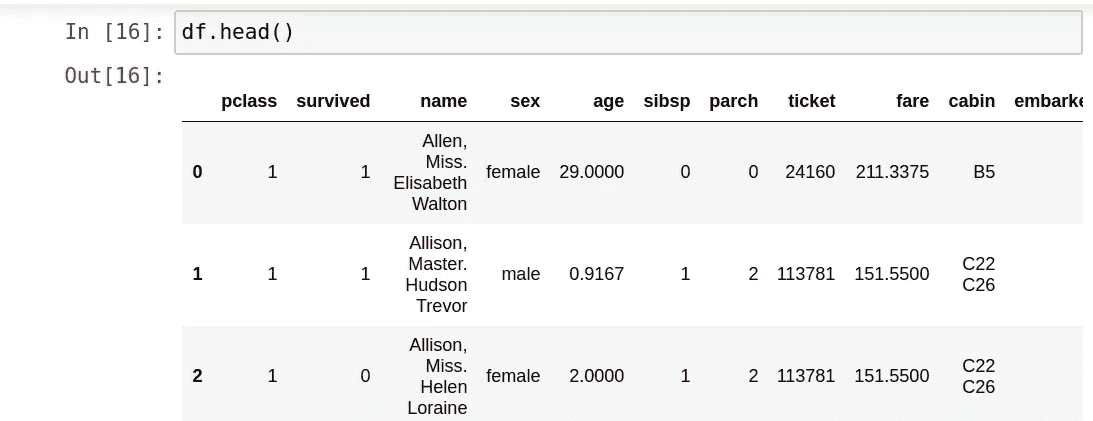 In [16]: df.head()
Out[16]:
pclass survived name sex age sibsp parch ticket fare cabin embarke
0 1 1 Allen, Miss. Elisabeth Walton female 29.0000 0 0 24160 211.3375 B5
1 1 1 Allison, Master. Hudson Trevor male 0.9167 1 2 113781 151.5500 C22 C26
2 1 0 Allison, Miss. Helen Loraine female 2.0000 1 2 113781 151.5500 C22 C26